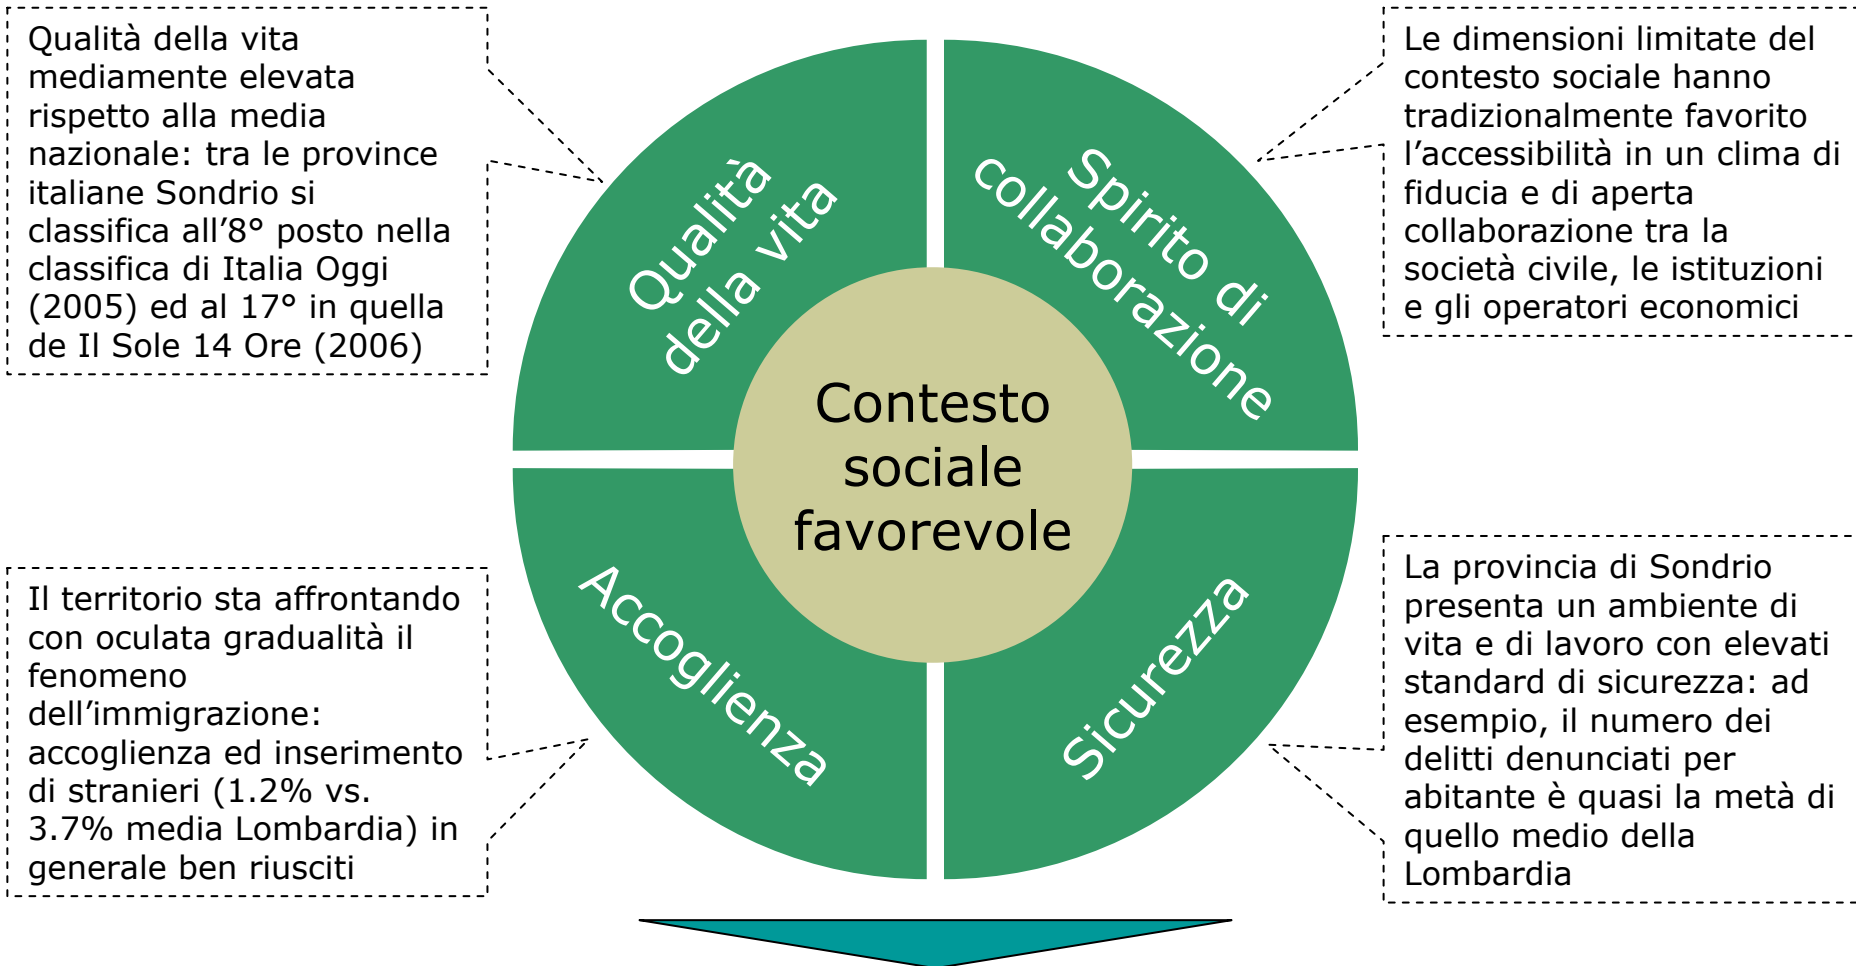 Qualità della vita
mediamente elevata
rispetto alla media
nazionale: tra le province
italiane Sondrio si
classifica all’8° posto nella
classifica di Italia Oggi
(2005) ed al 17° in quella
de Il Sole 14 Ore (2006)
Qualità
della vita
Spirito di
collaborazione
Le dimensioni limitate del
contesto sociale hanno
tradizionalmente favorito
l’accessibilità in un clima di
fiducia e di aperta
collaborazione tra la
società civile, le istituzioni
e gli operatori economici
Contesto
sociale
favorevole
Il territorio sta affrontando
con oculata gradualità il
fenomeno
dell’immigrazione:
accoglienza ed inserimento
di stranieri (1.2% vs.
3.7% media Lombardia) in
generale ben riusciti
Accoglienza
Sicurezza
La provincia di Sondrio
presenta un ambiente di
vita e di lavoro con elevati
standard di sicurezza: ad
esempio, il numero dei
delitti denunciati per
abitante è quasi la metà di
quello medio della
Lombardia